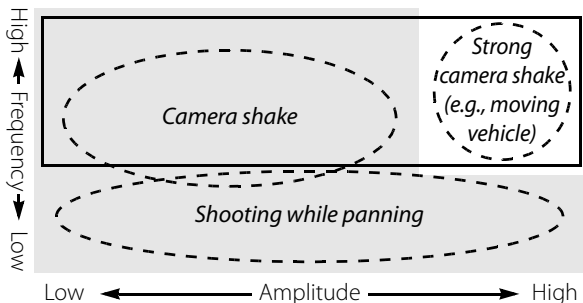 High
Frequency
Low
Camera shake
Strong
camera shake
(e.g., moving
vehicle)
Shooting while panning
Low
Amplitude
High